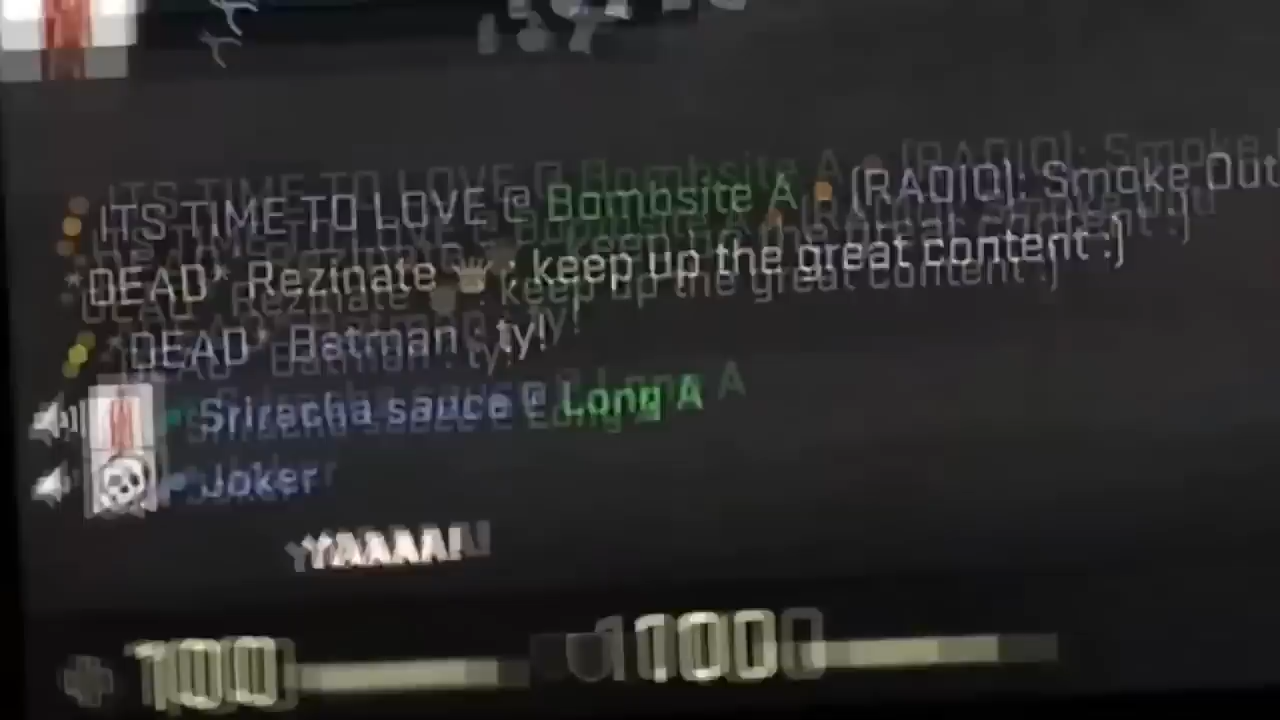 ITS TIME TO LOVE @ Bombsite A • (RADIO): Smoke Out
*DEAD* Rezinate : keep up the great content :)
*DEAD* Batman : ty!
Sriracha sauce @ Long A
Joker
YAAAA!
100 100